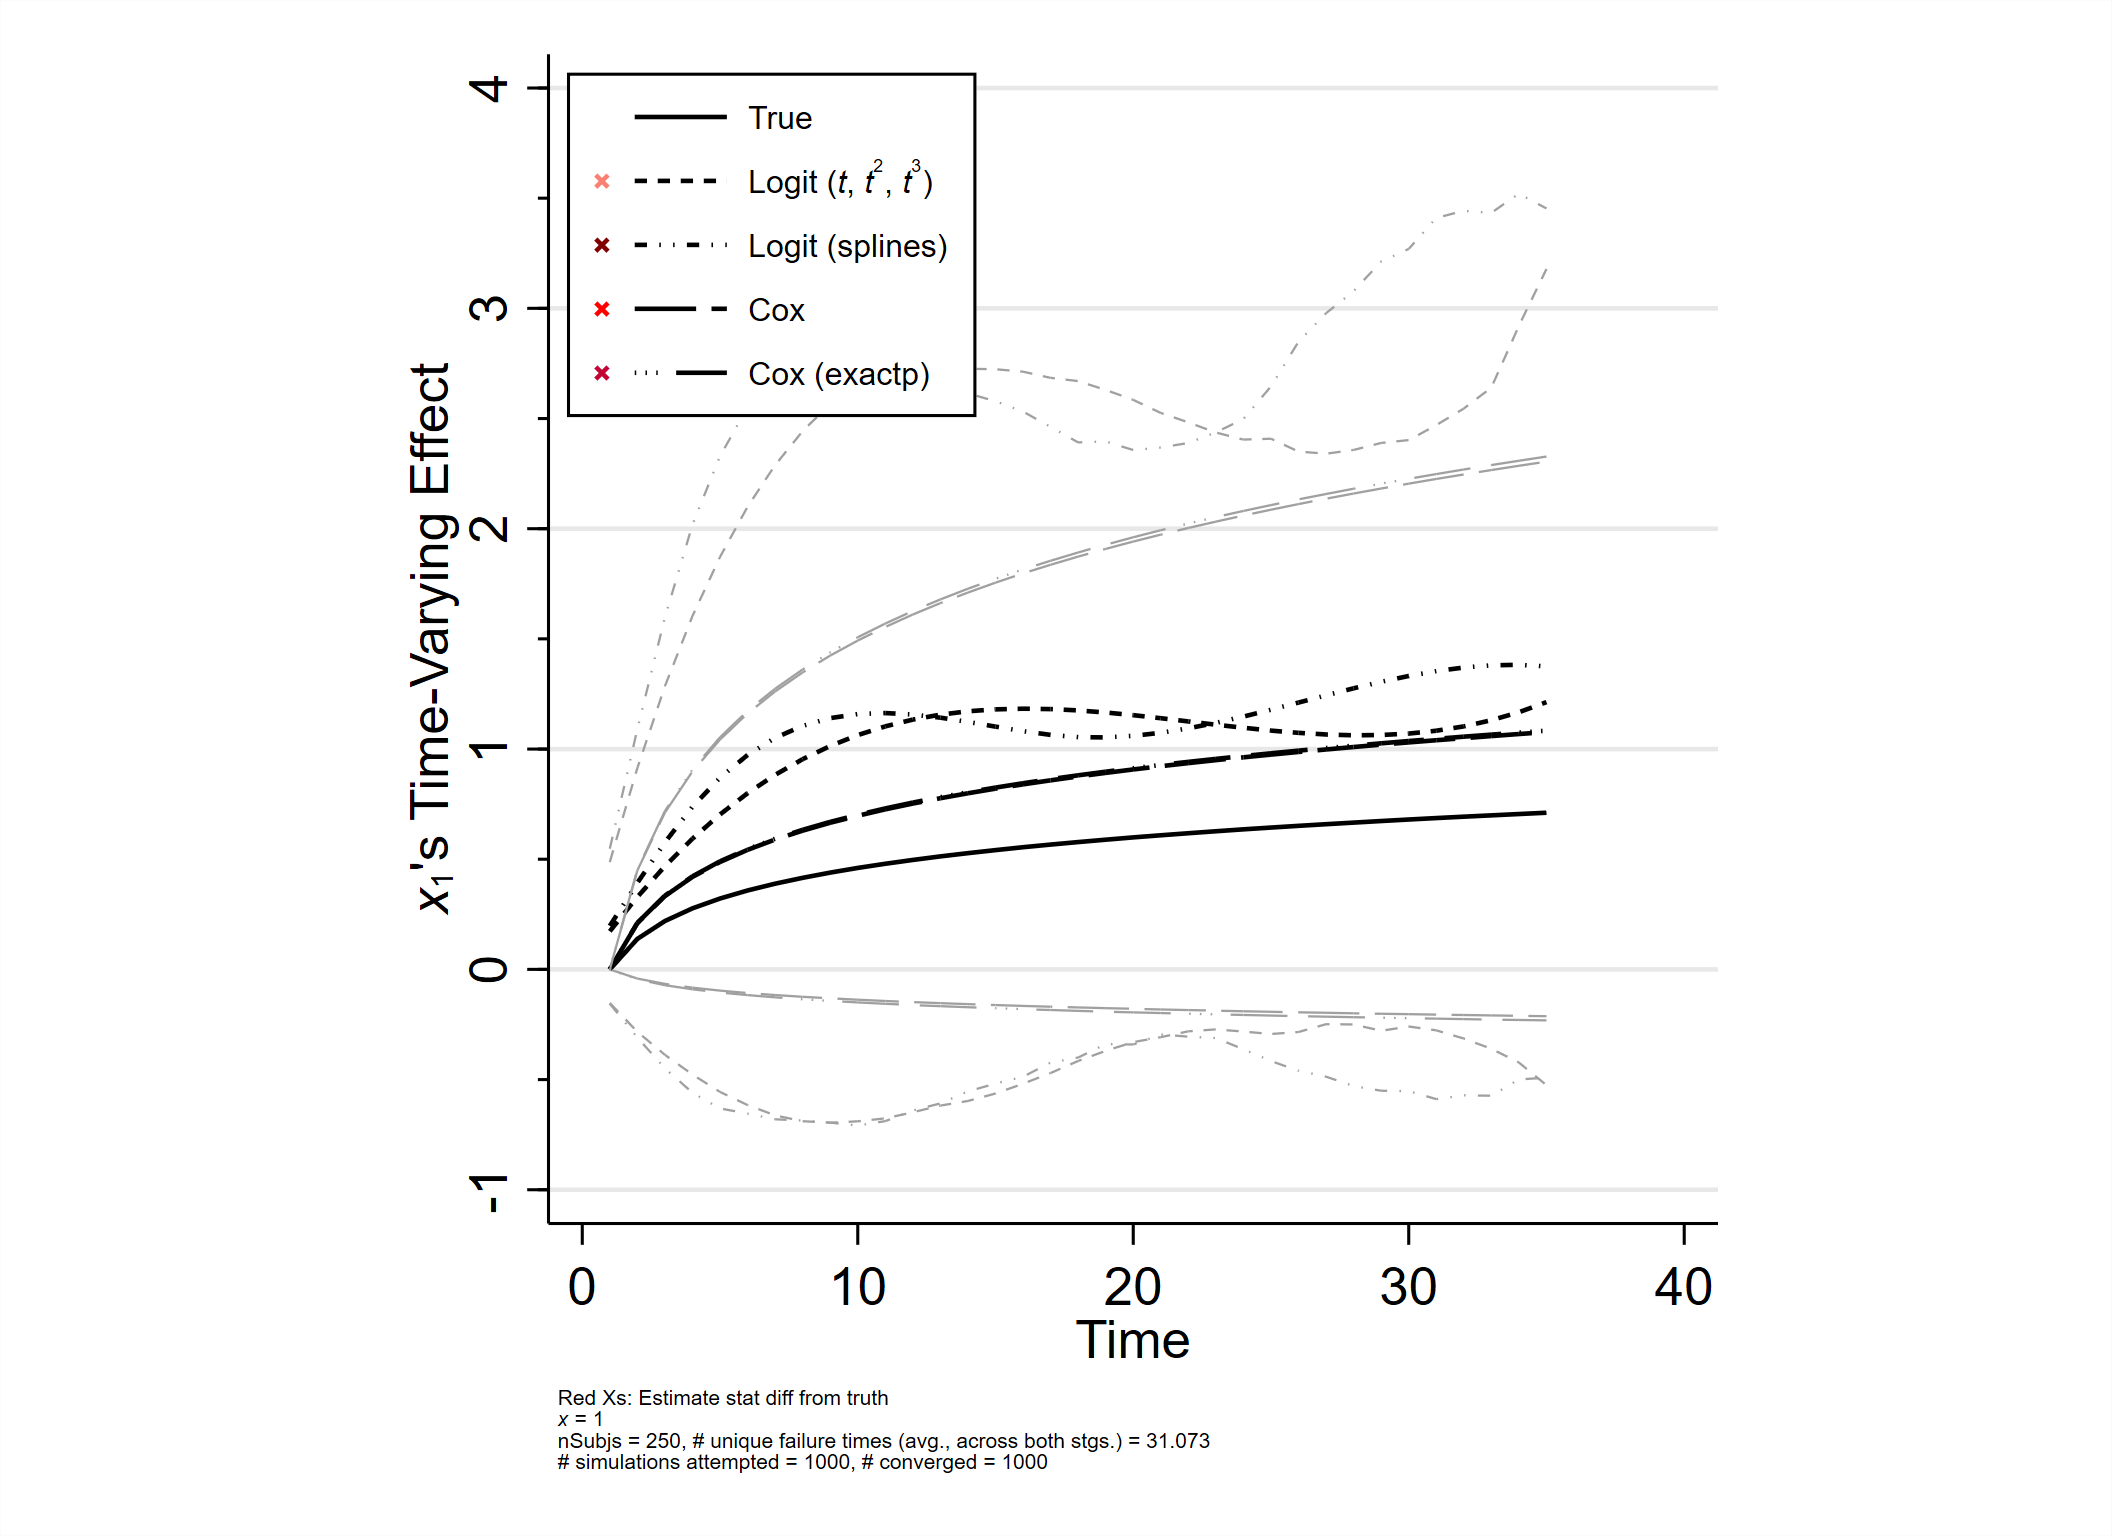 4
3
2
1
0
-1
x₁'s Time-Varying Effect
True
Logit (t, t², t³)
Logit (splines)
Cox
Cox (exactp)
0 10 20 30 40
Time
Red Xs: Estimate stat diff from truth
x = 1
nSubjs = 250, # unique failure times (avg., across both stgs.) = 31.073
# simulations attempted = 1000, # converged = 1000